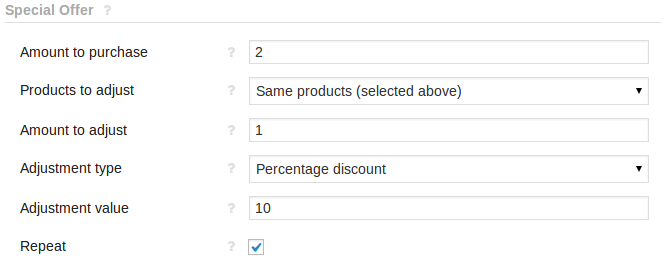 Special Offer ?
Amount to purchase ? 2
Products to adjust ? Same products (selected above)
Amount to adjust ? 1
Adjustment type ? Percentage discount
Adjustment value ? 10
Repeat ?